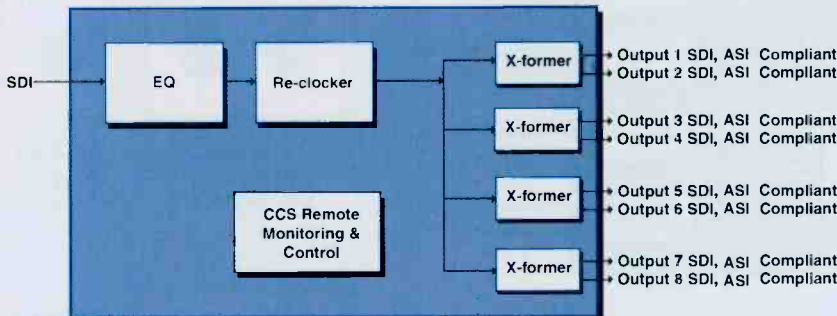 SDI
EQ
Re-clocker
X-former
Output 1 SDI, ASI Compliant
Output 2 SDI, ASI Compliant
X-former
Output 3 SDI, ASI Compliant
Output 4 SDI, ASI Compliant
CCS Remote
Monitoring &
Control
X-former
Output 5 SDI, ASI Compliant
Output 6 SDI, ASI Compliant
X-former
Output 7 SDI, ASI Compliant
Output 8 SDI, ASI Compliant